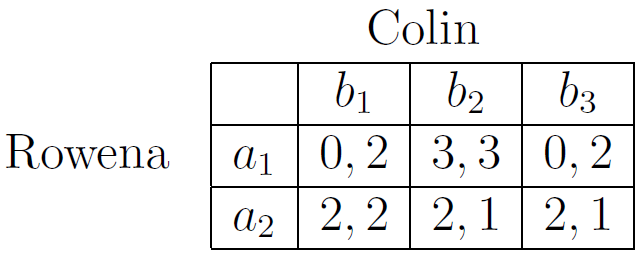 Colin
b₁ b₂ b₃
Rowena a₁ 0, 2 3, 3 0, 2
a₂ 2, 2 2, 1 2, 1